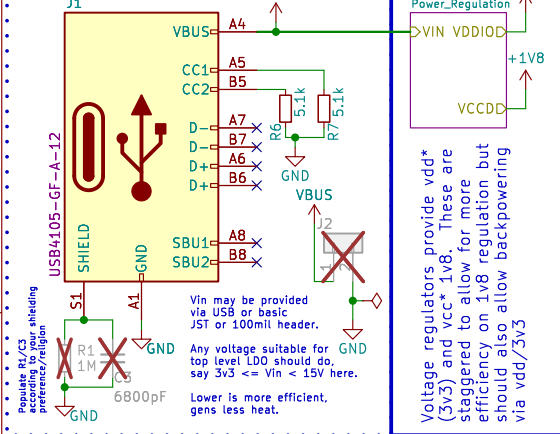 J1
Power_Regulation
VBUS
A4
VIN
VDDIO
+1V8
CC1
A5
CC2
B5
5.1k
5.1k
R6
R7
VCCD
D-
A7
D-
B7
D+
A6
D+
B6
GND
VBUS
USB4105-GF-A-12
SBU1
A8
SBU2
B8
J2
1
2
SHIELD
GND
S1
A1
Vin may be provided
via USB or basic
JST or 100mil header.
Any voltage suitable for
top level LDO should do,
say 3v3 <= Vin < 15V here.
Lower is more efficient,
gens less heat.
GND
GND
Populate R1/C3
according to your shielding
preference/religion
R1
1M
C3
6800pF
GND
Voltage regulators provide vdd*
(3v3) and vcc* 1v8. These are
staggered to allow for more
efficiency on 1v8 regulation but
should also allow backpowering
via vdd/3v3